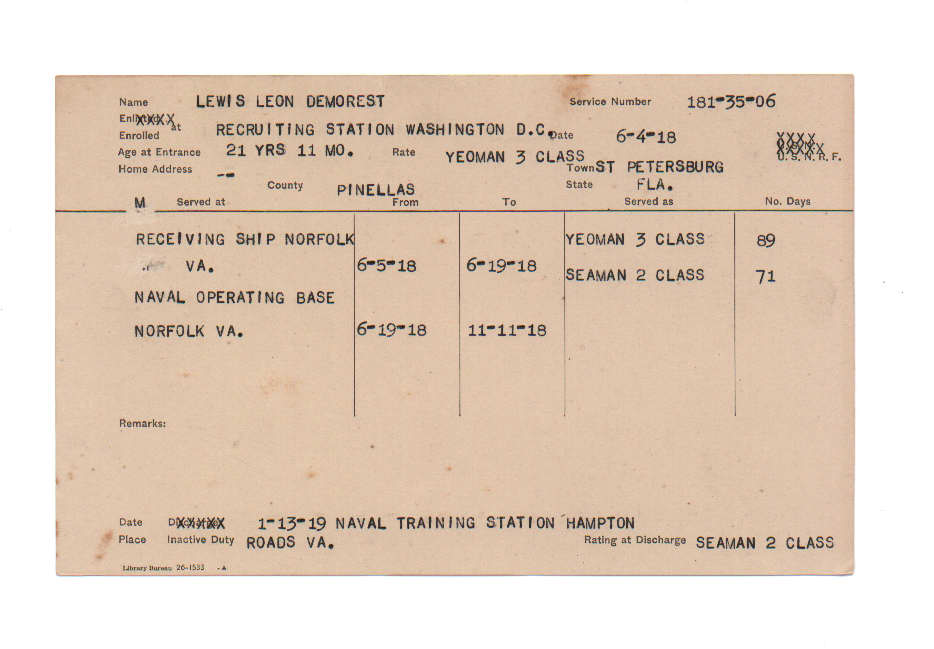 Name LEWIS LEON DEMOREST Service Number 181-35-06
Enrolled at RECRUITING STATION WASHINGTON D.C. Date 6-4-18
Age at Entrance 21 YRS 11 MO. Rate YEOMAN 3 CLASS U.S.N.R.F.
Home Address -- Town ST PETERSBURG
County PINELLAS State FLA.
M Served at From To Served as No. Days
RECEIVING SHIP NORFOLK YEOMAN 3 CLASS 89
VA. 6-5-18 6-19-18 SEAMAN 2 CLASS 71
NAVAL OPERATING BASE
NORFOLK VA. 6-19-18 11-11-18
Remarks:
Date 1-13-19 NAVAL TRAINING STATION HAMPTON
Place Inactive Duty ROADS VA. Rating at Discharge SEAMAN 2 CLASS
Library Bureau 26-1533 -A